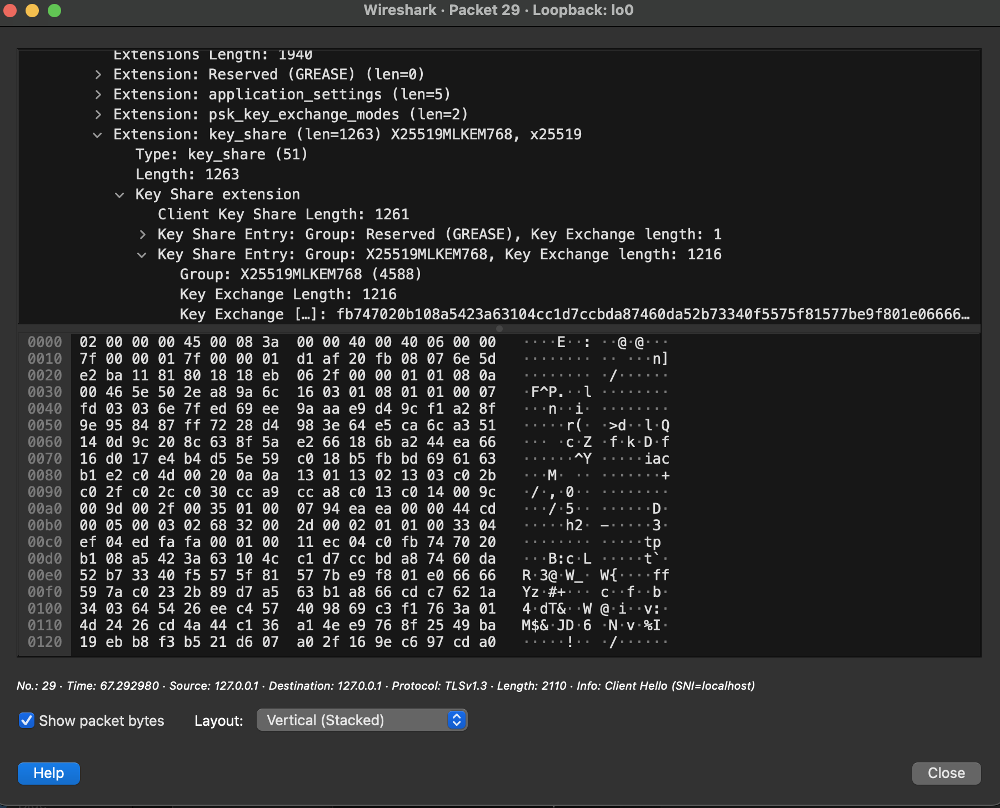 Wireshark · Packet 29 · Loopback: lo0
Extensions Length: 1940
Extension: Reserved (GREASE) (len=0)
Extension: application_settings (len=5)
Extension: psk_key_exchange_modes (len=2)
Extension: key_share (len=1263) X25519MLKEM768, x25519
Type: key_share (51)
Length: 1263
Key Share extension
Client Key Share Length: 1261
Key Share Entry: Group: Reserved (GREASE), Key Exchange length: 1
Key Share Entry: Group: X25519MLKEM768, Key Exchange length: 1216
Group: X25519MLKEM768 (4588)
Key Exchange Length: 1216
Key Exchange […]: fb747020b108a5423a63104cc1d7ccbda87460da52b73340f5575f81577be9f801e06666…
0000 02 00 00 00 45 00 08 3a 00 00 40 00 40 06 00 00 ····E··: ··@·@···
0010 7f 00 00 01 7f 00 00 01 d1 af 20 fb 08 07 6e 5d ········ ·· ···n]
0020 e2 ba 11 81 80 18 18 eb 06 2f 00 00 01 01 08 0a ········ ·/······
0030 00 46 5e 50 2e a8 9a 6c 16 03 01 08 01 01 00 07 ·F^P.··l ········
0040 fd 03 03 6e 7f ed 69 ee 9a aa e9 d4 9c f1 a2 8f ···n··i· ········
0050 9e 95 84 87 ff 72 28 d4 98 3e 64 e5 ca 6c a3 51 ·····r(· ·>d··l·Q
0060 14 0d 9c 20 8c 63 8f 5a e2 66 18 6b a2 44 ea 66 ··· ·c·Z ·f·k·D·f
0070 16 d0 17 e4 b4 d5 5e 59 c0 18 b5 fb bd 69 61 63 ······^Y ·····iac
0080 b1 e2 c0 4d 00 20 0a 0a 13 01 13 02 13 03 c0 2b ···M· ·· ·······+
0090 c0 2f c0 2c c0 30 cc a9 cc a8 c0 13 c0 14 00 9c ·/·,·0·· ········
00a0 00 9d 00 2f 00 35 01 00 07 94 ea ea 00 00 44 cd ···/·5·· ······D·
00b0 00 05 00 03 02 68 32 00 2d 00 02 01 01 00 33 04 ·····h2· -·····3·
00c0 ef 04 ed fa fa 00 01 00 11 ec 04 c0 fb 74 70 20 ········ ·····tp
00d0 b1 08 a5 42 3a 63 10 4c c1 d7 cc bd a8 74 60 da ···B:c·L ·····t`·
00e0 52 b7 33 40 f5 57 5f 81 57 7b e9 f8 01 e0 66 66 R·3@·W_· W{····ff
00f0 59 7a c0 23 2b 89 d7 a5 63 b1 a8 66 cd c7 62 1a Yz·#+··· c··f··b·
0100 34 03 64 54 26 ee c4 57 40 98 69 c3 f1 76 3a 01 4·dT&··W @·i··v:·
0110 4d 24 26 cd 4a 44 c1 36 a1 4e e9 76 8f 25 49 ba M$&·JD·6 ·N·v·%I·
0120 19 eb b8 f3 b5 21 d6 07 a0 2f 16 9e c6 97 cd a0 ·····!·· ·/······
No.: 29 · Time: 67.292980 · Source: 127.0.0.1 · Destination: 127.0.0.1 · Protocol: TLSv1.3 · Length: 2110 · Info: Client Hello (SNI=localhost)
Show packet bytes Layout: Vertical (Stacked)
Help Close